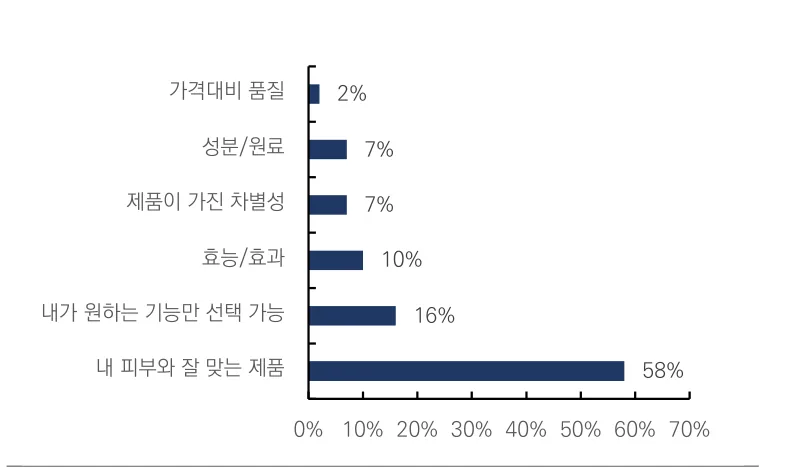 가격대비 품질 2%
성분/원료 7%
제품이 가진 차별성 7%
효능/효과 10%
내가 원하는 기능만 선택 가능 16%
내 피부와 잘 맞는 제품 58%
0% 10% 20% 30% 40% 50% 60% 70%